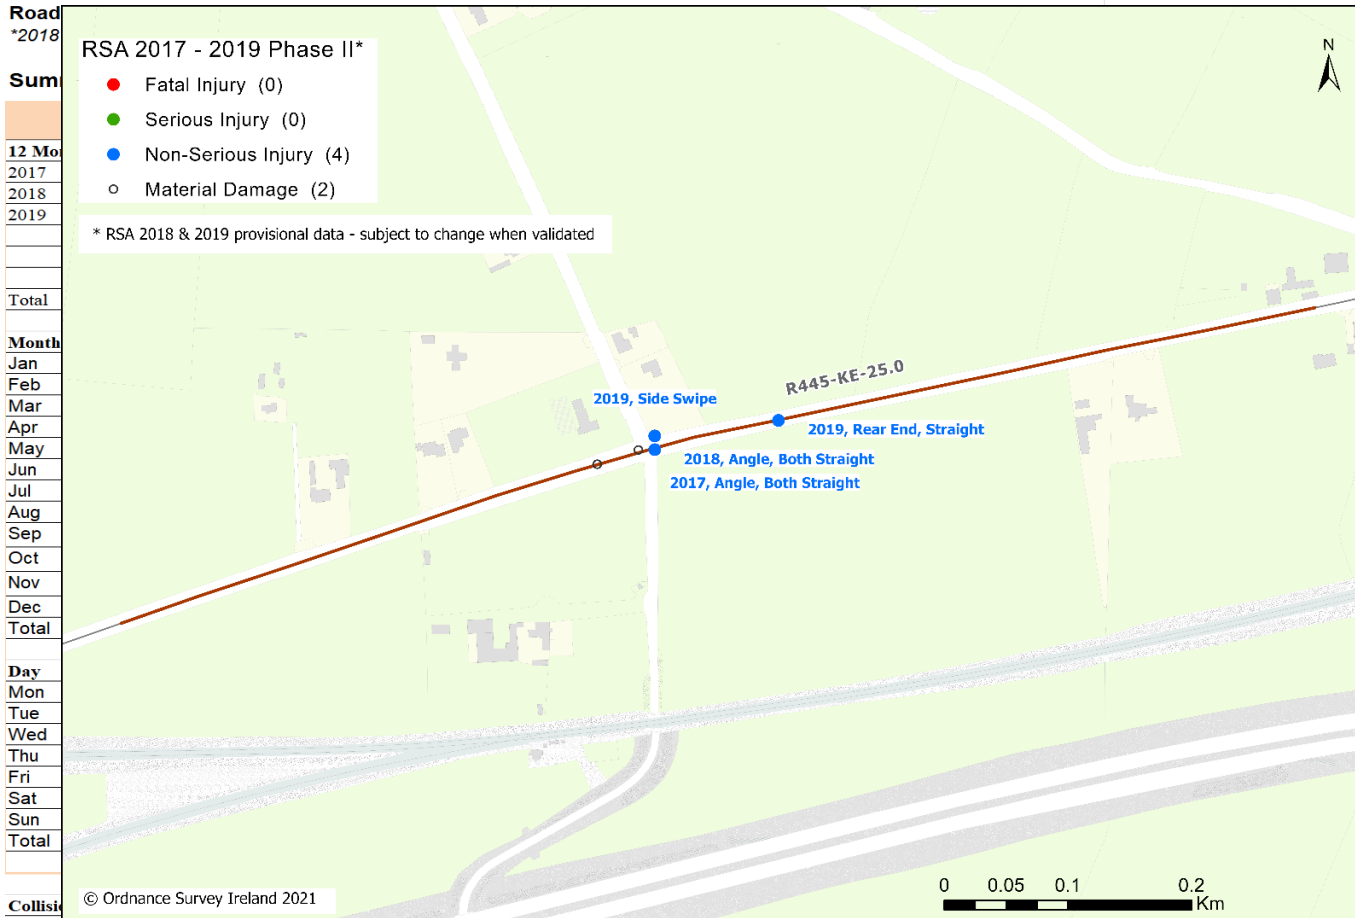 Road
*2018
Summ
12 Mo
2017
2018
2019
Total
Month
Jan
Feb
Mar
Apr
May
Jun
Jul
Aug
Sep
Oct
Nov
Dec
Total
Day
Mon
Tue
Wed
Thu
Fri
Sat
Sun
Total
Collisi
RSA 2017 - 2019 Phase II*
Fatal Injury (0)
Serious Injury (0)
Non-Serious Injury (4)
Material Damage (2)
* RSA 2018 & 2019 provisional data - subject to change when validated
N
R445-KE-25.0
2019, Side Swipe
2019, Rear End, Straight
2018, Angle, Both Straight
2017, Angle, Both Straight
© Ordnance Survey Ireland 2021
0 0.05 0.1 0.2
Km